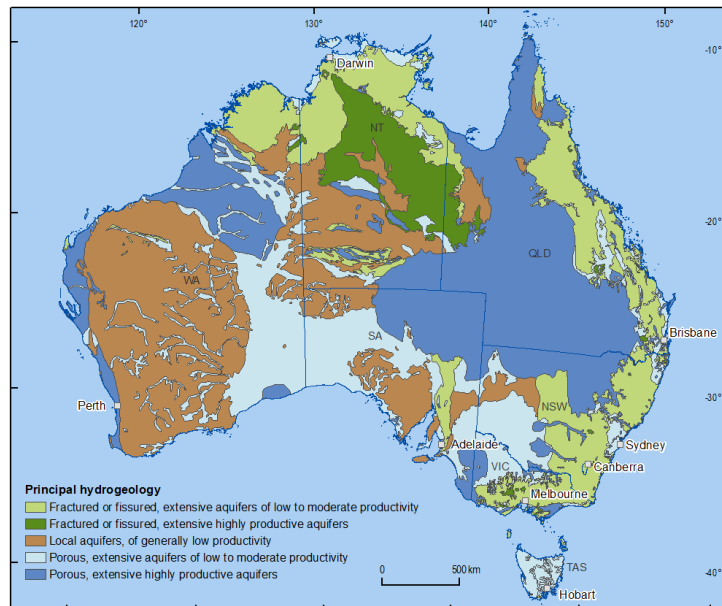 120°
130°
140°
150°
-10°
Darwin
NT
-20°
QLD
WA
Brisbane
SA
-30°
Perth
NSW
Adelaide
Sydney
Canberra
VIC
Principal hydrogeology
Melbourne
Fractured or fissured, extensive aquifers of low to moderate productivity
Fractured or fissured, extensive highly productive aquifers
Local aquifers, of generally low productivity
Porous, extensive aquifers of low to moderate productivity
Porous, extensive highly productive aquifers
0
500 km
TAS
-40°
Hobart